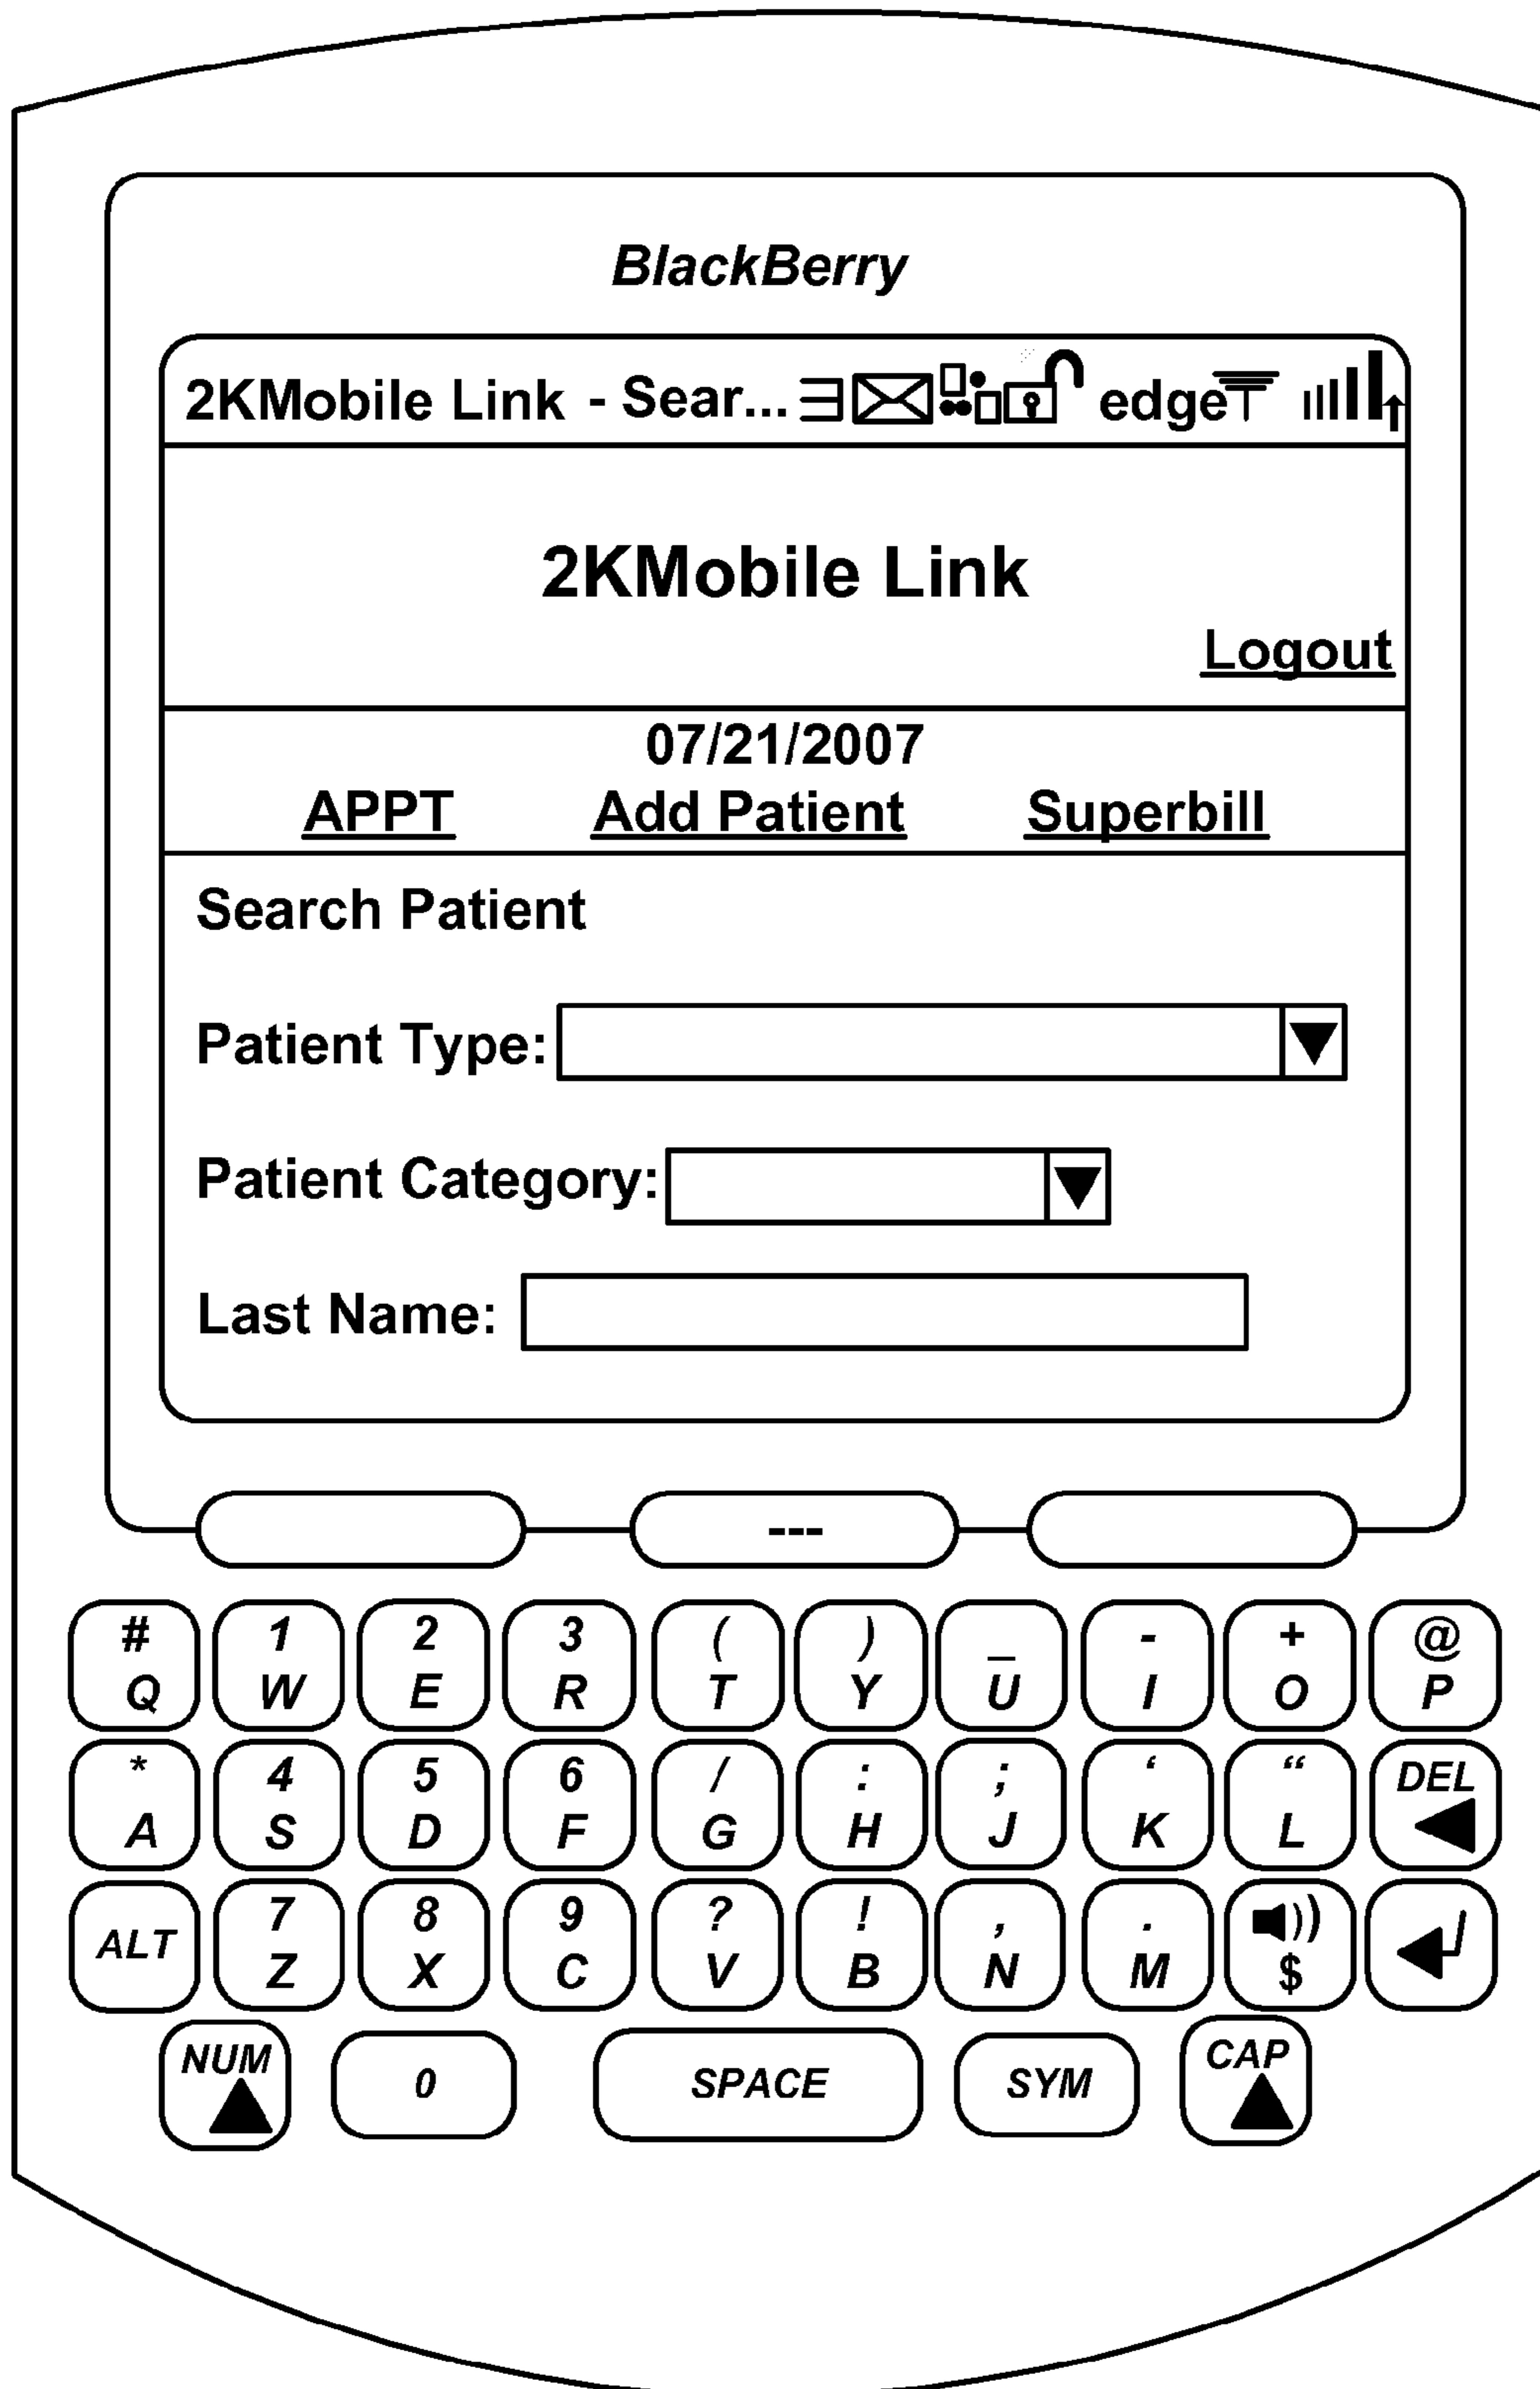 BlackBerry
2KMobile Link - Sear... edge
2KMobile Link
Logout
07/21/2007
APPT Add Patient Superbill
Search Patient
Patient Type:
Patient Category:
Last Name:
---
# 1 2 3 ( ) _ - + @
Q W E R T Y U I O P
* 4 5 6 / : ; ‘ “ DEL
A S D F G H J K L
ALT 7 8 9 ? ! , .
Z X C V B N M $
NUM 0 SPACE SYM CAP